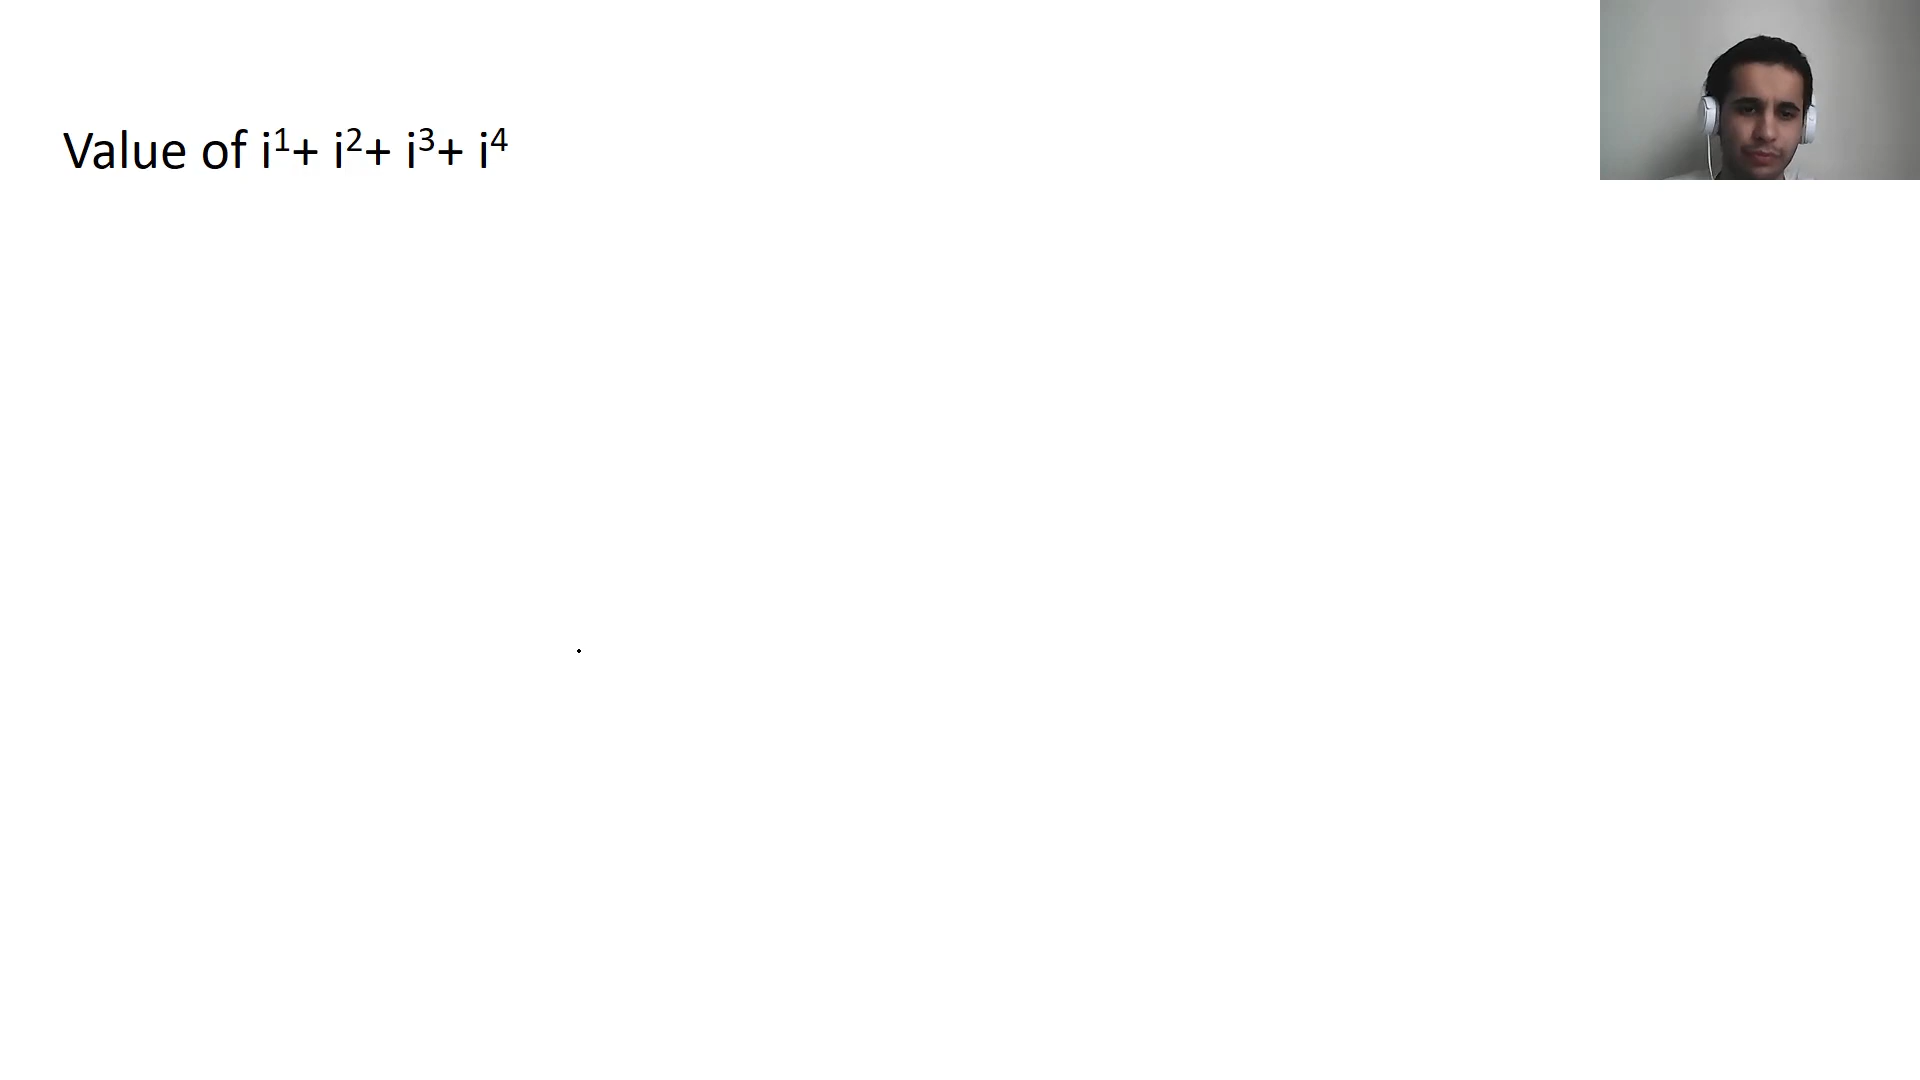 Value of i¹+ i²+ i³+ i⁴